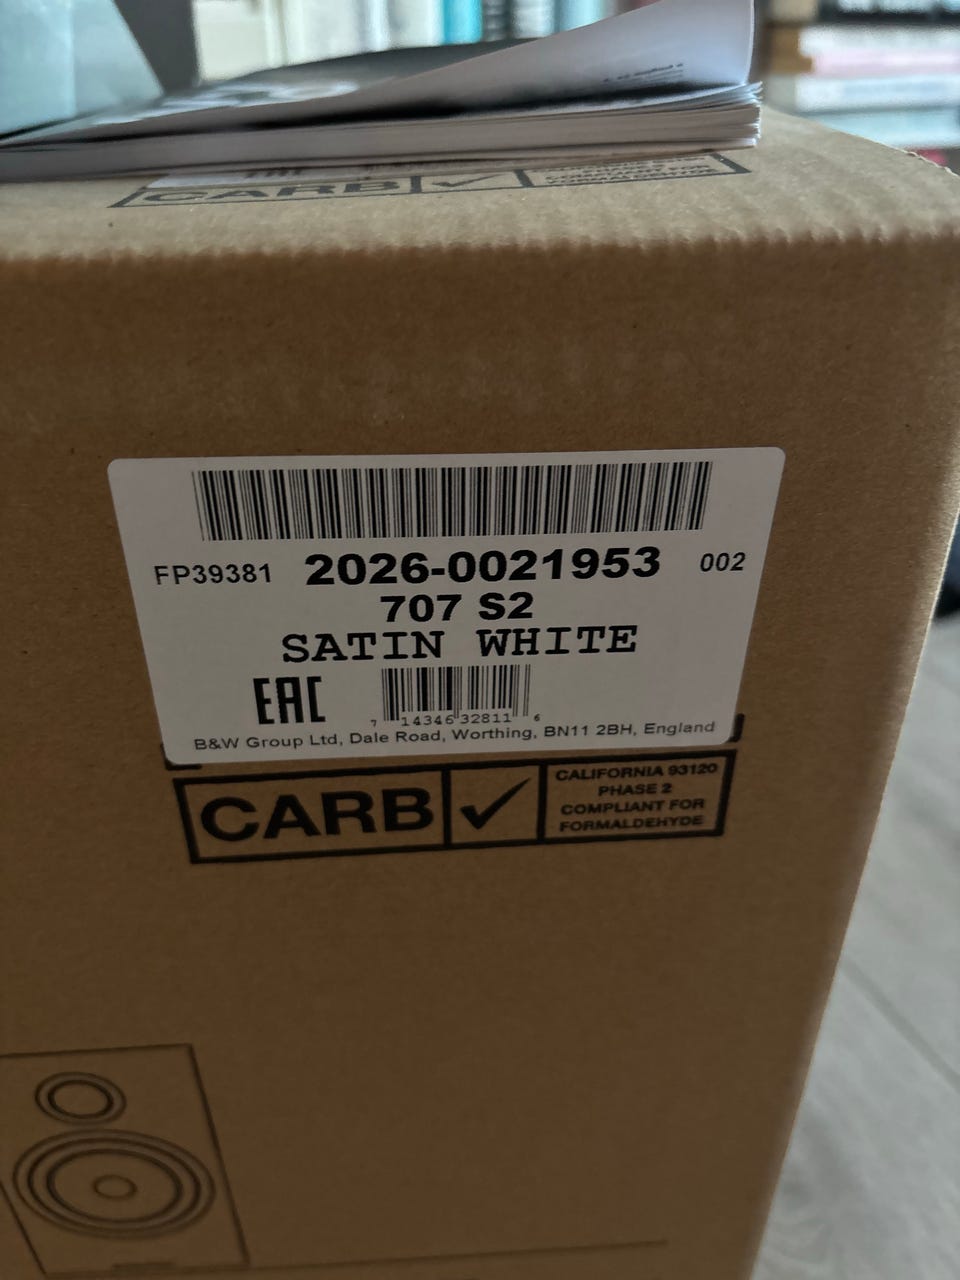 CARB
FP39381 2026-0021953 002
707 S2
SATIN WHITE
EAC
7 14346 32811 6
B&W Group Ltd, Dale Road, Worthing, BN11 2BH, England
CARB
CALIFORNIA 93120
PHASE 2
COMPLIANT FOR
FORMALDEHYDE